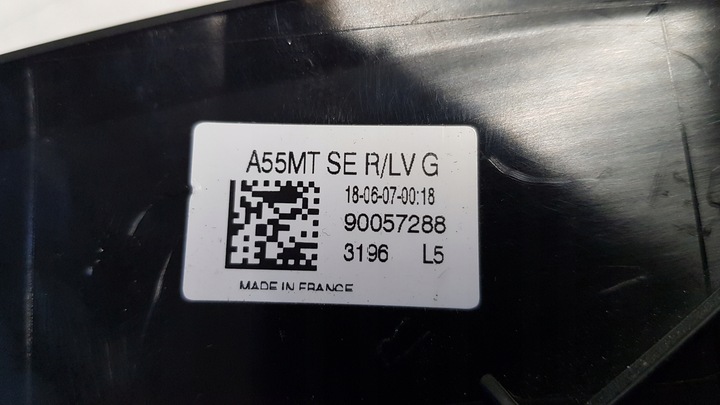 A55MT SE R/LV G
18-06-07-00:18
90057288
3196 L5
MADE IN FRANCE